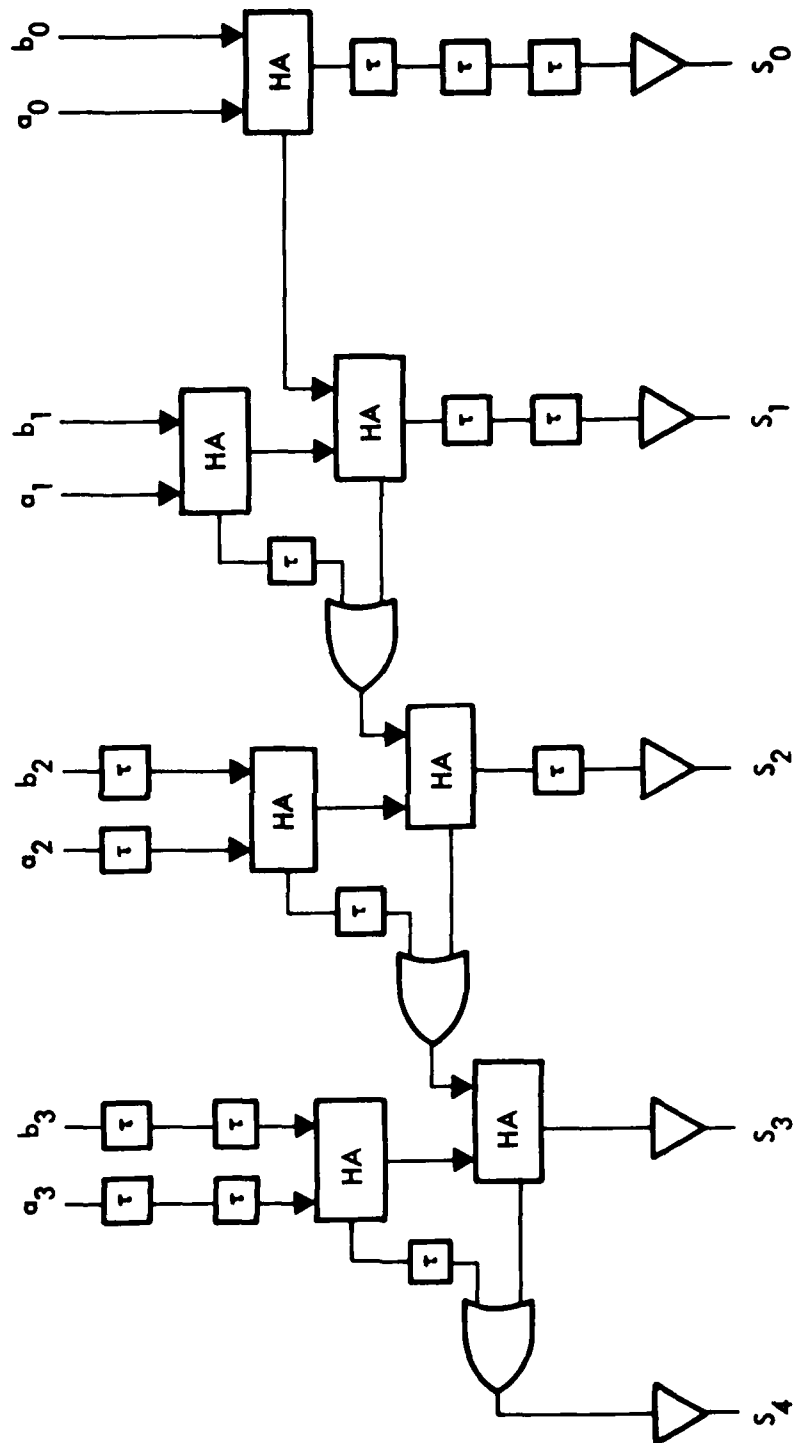 a₃ b₃ a₂ b₂ a₁ b₁ a₀ b₀
τ τ τ τ
τ τ HA
HA τ HA
HA τ HA τ
τ HA τ τ
HA τ τ τ
S₄ S₃ S₂ S₁ S₀